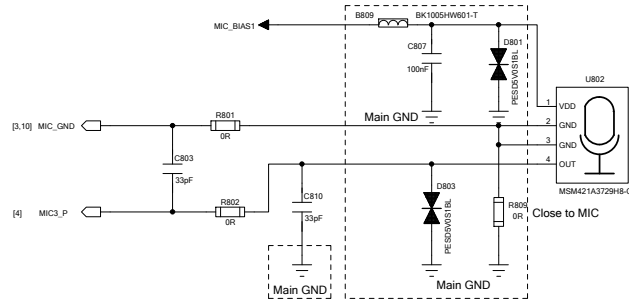 B809 BK1005HW601-T
MIC_BIAS1
C807
100nF
D801
PESD5V0S1BL
U802
Main GND
1 VDD
2 GND
3 GND
4 OUT
MSM421A3729H8-C
[3,10] MIC_GND
R801
0R
C803
33pF
[4] MIC3_P
R802
0R
C810
33pF
D803
PESD5V0S1BL
R809
0R
Close to MIC
Main GND
Main GND